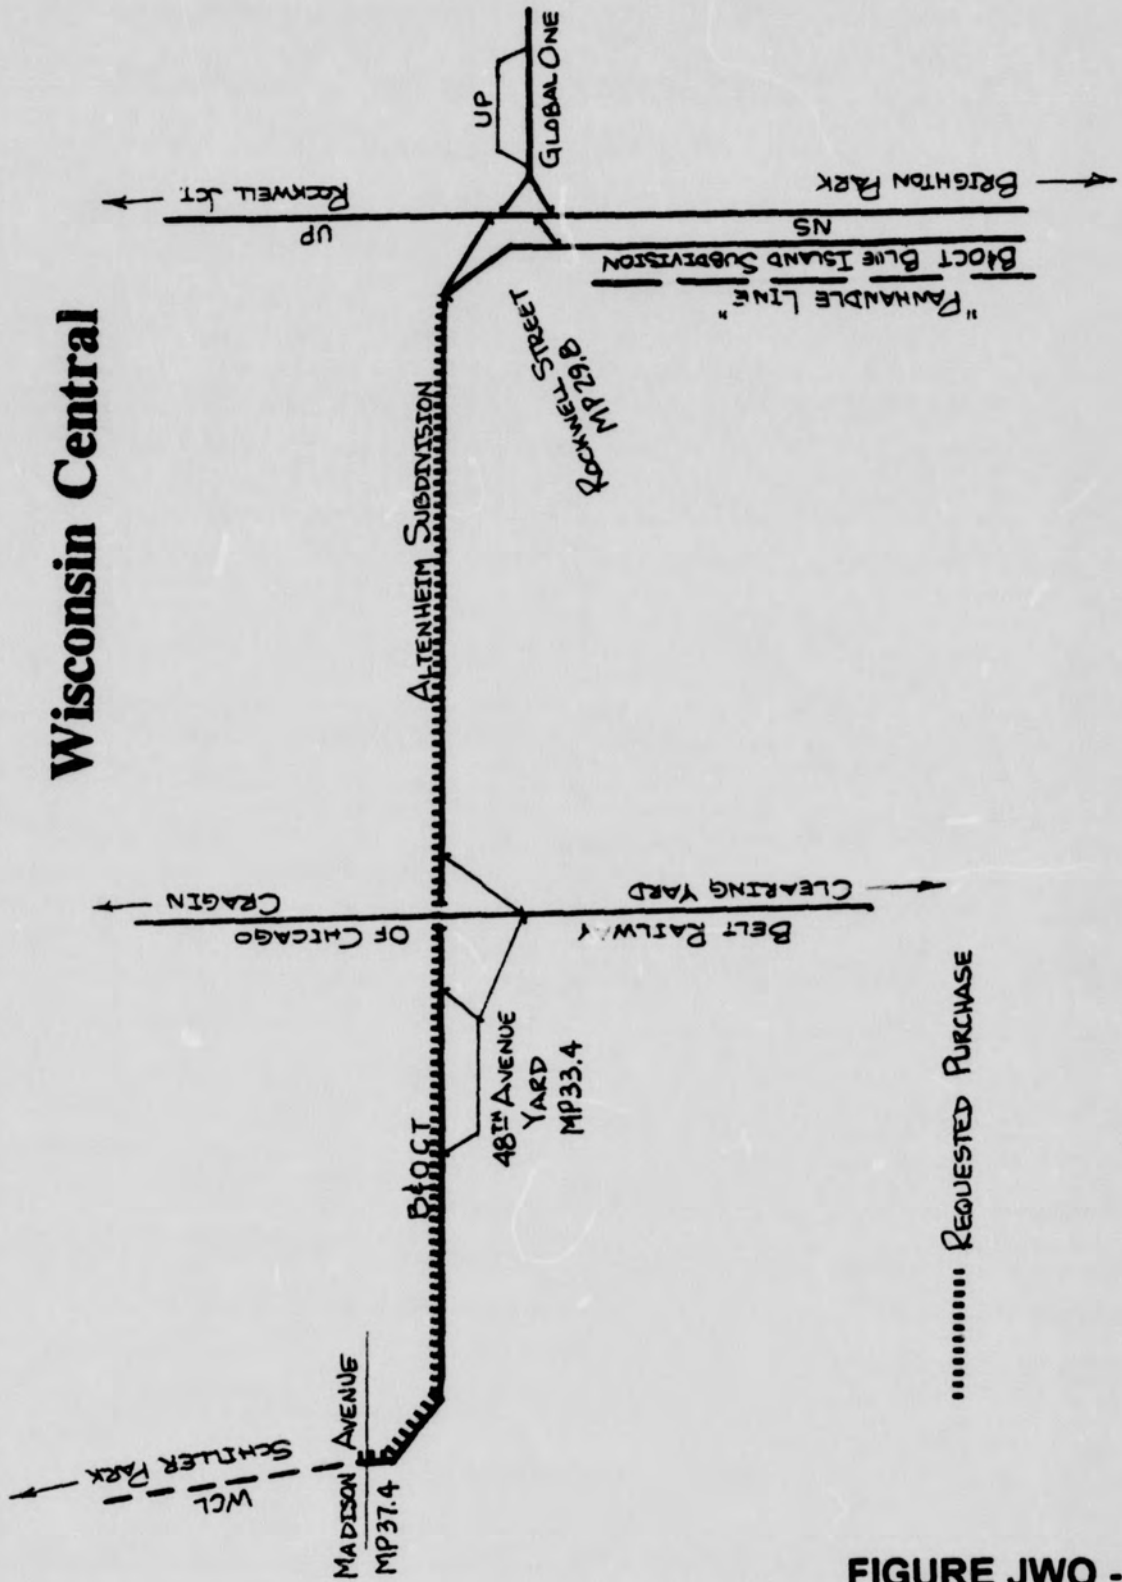 Wisconsin Central
UP
GLOBAL ONE
ROCKWELL JCT.
UP
BRIGHTON PARK
NS
B&OCT BLUE ISLAND SUBDIVISION
"PANHANDLE LINE"
ROCKWELL STREET
MP 29.8
ALTENHEIM SUBDIVISION
CRAGIN
OF CHICAGO
CLEARING YARD
BELT RAILWAY
48TH AVENUE
YARD
MP33.4
B&OCT
SCHILLER PARK
WCL
MADISON AVENUE
MP37.4
REQUESTED PURCHASE
FIGURE JWO -